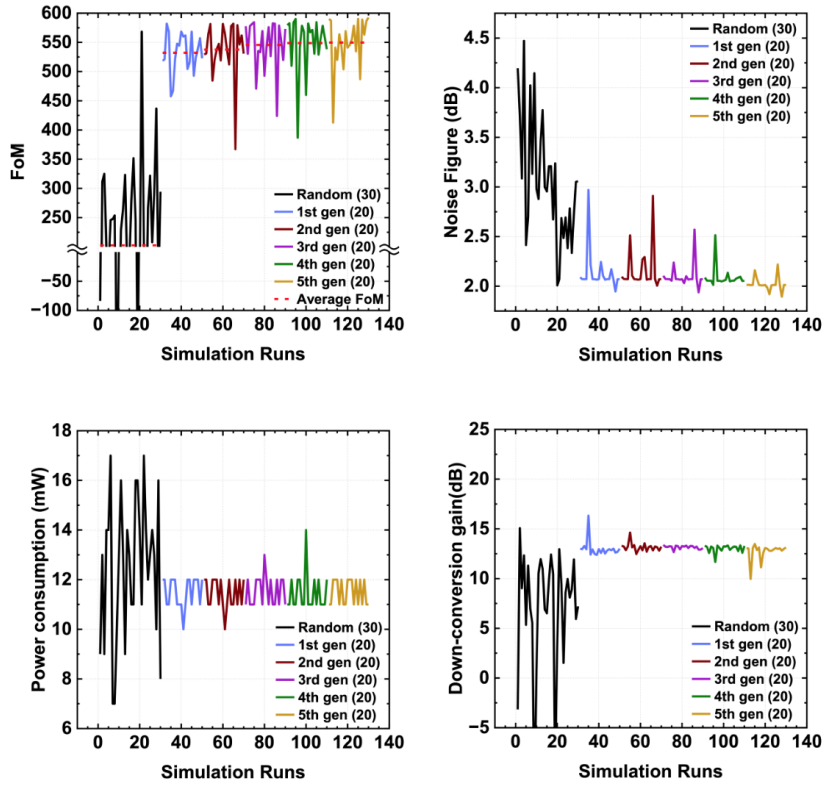 FoM
600
550
500
450
400
350
300
250
−50
−100
Random (30)
1st gen (20)
2nd gen (20)
3rd gen (20)
4th gen (20)
5th gen (20)
Average FoM
0 20 40 60 80 100 120 140
Simulation Runs
Noise Figure (dB)
4.5
4.0
3.5
3.0
2.5
2.0
Random (30)
1st gen (20)
2nd gen (20)
3rd gen (20)
4th gen (20)
5th gen (20)
0 20 40 60 80 100 120 140
Simulation Runs
Power consumption (mW)
18
16
14
12
10
8
6
Random (30)
1st gen (20)
2nd gen (20)
3rd gen (20)
4th gen (20)
5th gen (20)
0 20 40 60 80 100 120 140
Simulation Runs
Down-conversion gain(dB)
25
20
15
10
5
0
−5
Random (30)
1st gen (20)
2nd gen (20)
3rd gen (20)
4th gen (20)
5th gen (20)
0 20 40 60 80 100 120 140
Simulation Runs